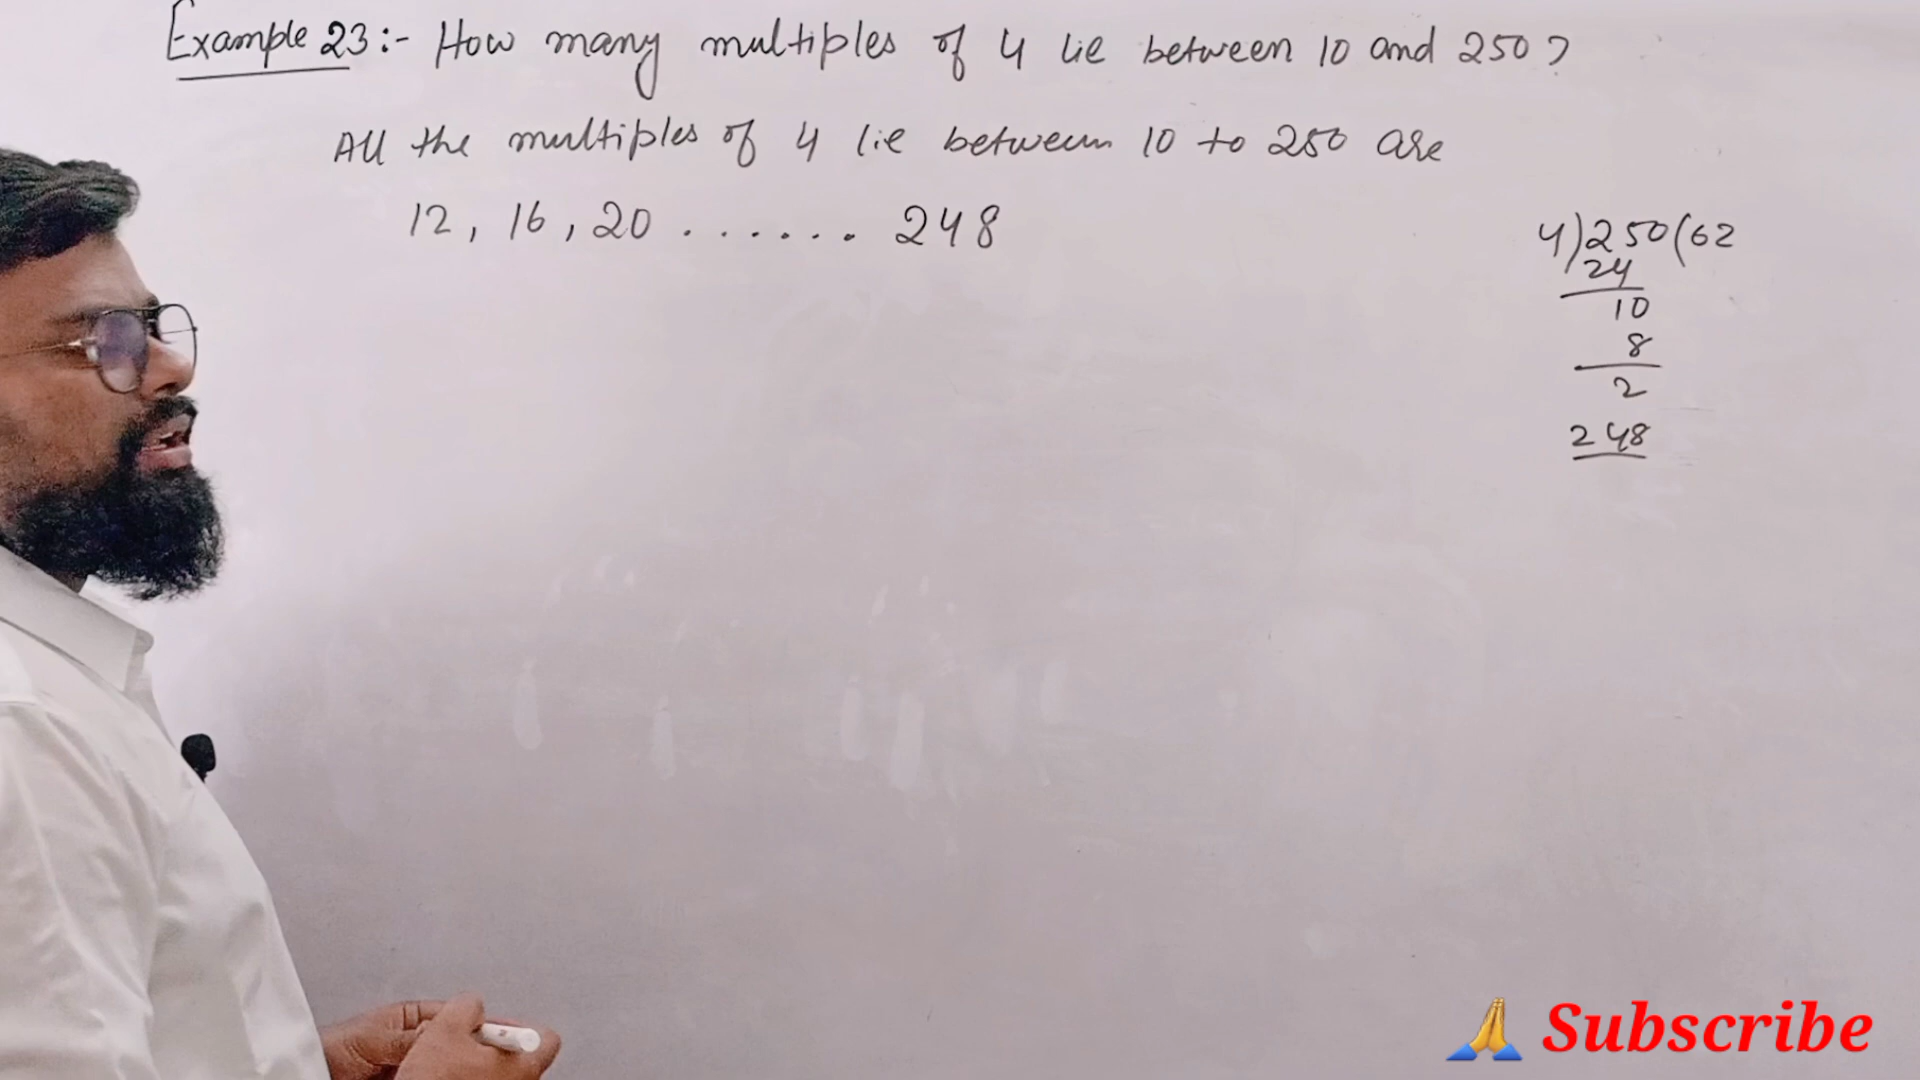 Example 23:- How many multiples of 4 lie between 10 and 250?
All the multiples of 4 lie between 10 to 250 are
12, 16, 20 ....... 248
4)250(62
24
10
8
2
248
🙏 Subscribe